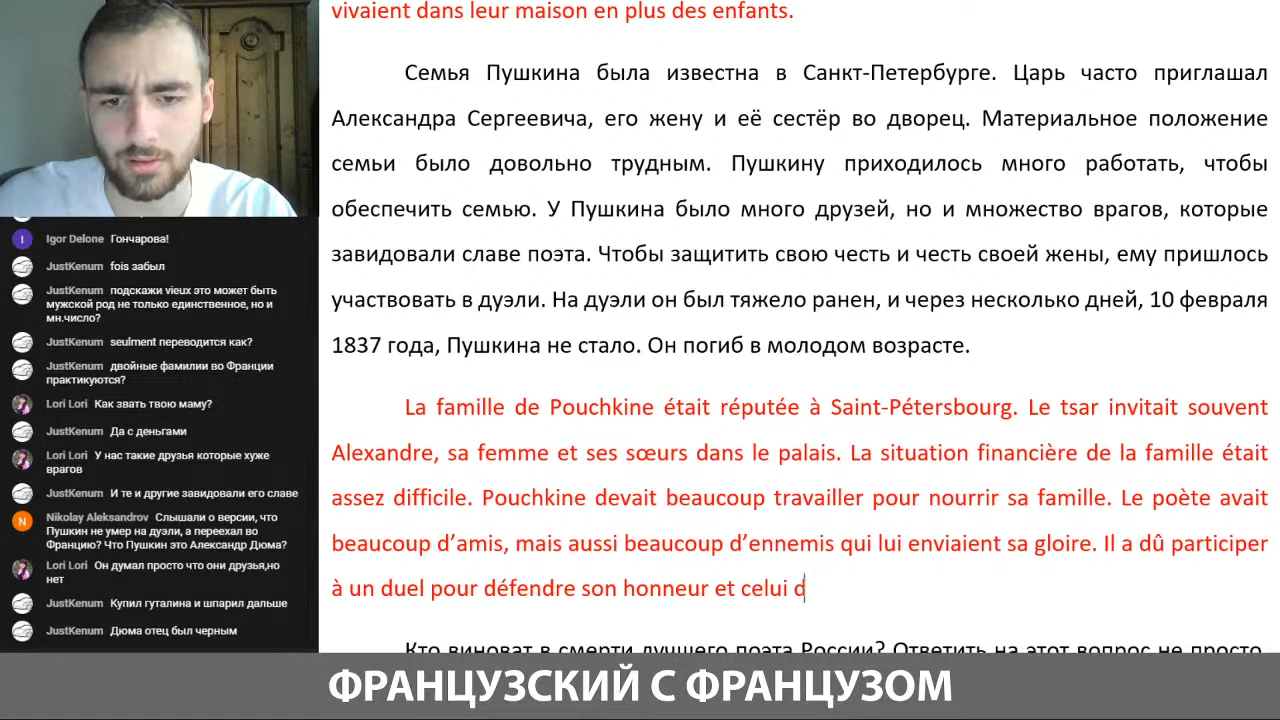 vivaient dans leur maison en plus des enfants.
Семья Пушкина была известна в Санкт-Петербурге. Царь часто приглашал
Александра Сергеевича, его жену и её сестёр во дворец. Материальное положение
семьи было довольно трудным. Пушкину приходилось много работать, чтобы
обеспечить семью. У Пушкина было много друзей, но и множество врагов, которые
завидовали славе поэта. Чтобы защитить свою честь и честь своей жены, ему пришлось
участвовать в дуэли. На дуэли он был тяжело ранен, и через несколько дней, 10 февраля
1837 года, Пушкина не стало. Он погиб в молодом возрасте.
La famille de Pouchkine était réputée à Saint-Pétersbourg. Le tsar invitait souvent
Alexandre, sa femme et ses sœurs dans le palais. La situation financière de la famille était
assez difficile. Pouchkine devait beaucoup travailler pour nourrir sa famille. Le poète avait
beaucoup d’amis, mais aussi beaucoup d’ennemis qui lui enviaient sa gloire. Il a dû participer
à un duel pour défendre son honneur et celui d
Кто виноват в смерти лучшего поэта России? Ответить на этот вопрос не просто.
I Igor Delone Гончарова!
JustKenum fois забыл
JustKenum подскажи vieux это может быть
мужской род не только единственное, но и
мн.число?
JustKenum seulment переводится как?
JustKenum двойные фамилии во Франции
практикуются?
Lori Lori Как звать твою маму?
JustKenum Да с деньгами
Lori Lori У нас такие друзья которые хуже
врагов
JustKenum И те и другие завидовали его славе
N Nikolay Aleksandrov Слышали о версии, что
Пушкин не умер на дуэли, а переехал во
Францию? Что Пушкин это Александр Дюма?
Lori Lori Он думал просто что они друзья,но
нет
JustKenum Купил гуталина и шпарил дальше
JustKenum Дюма отец был черным
ФРАНЦУЗСКИЙ С ФРАНЦУЗОМ